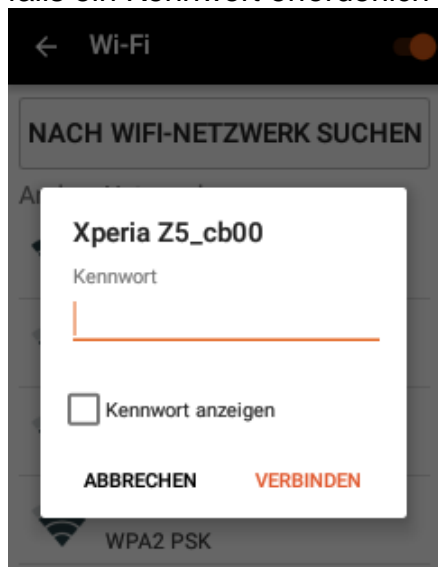 Wi-Fi
NACH WIFI-NETZWERK SUCHEN
Xperia Z5_cb00
Kennwort
Kennwort anzeigen
ABBRECHEN VERBINDEN
WPA2 PSK